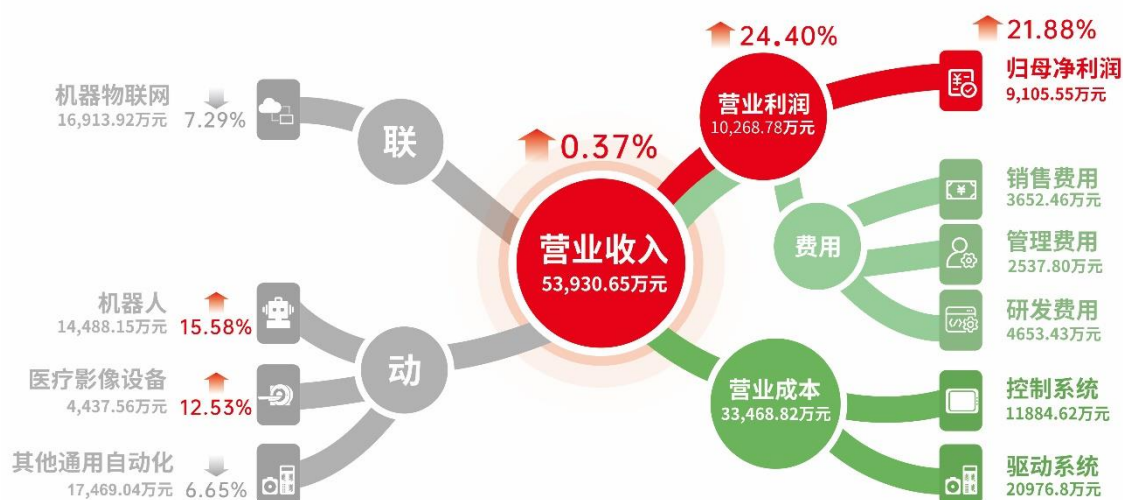 机器物联网
16,913.92万元
7.29%
联
机器人
14,488.15万元
15.58%
医疗影像设备
4,437.56万元
12.53%
其他通用自动化
17,469.04万元
6.65%
动
0.37%
营业收入
53,930.65万元
24.40%
营业利润
10,268.78万元
21.88%
归母净利润
9,105.55万元
费用
销售费用
3652.46万元
管理费用
2537.80万元
研发费用
4653.43万元
营业成本
33,468.82万元
控制系统
11884.62万元
驱动系统
20976.8万元